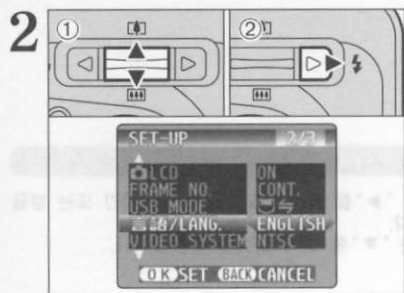 2
① ②
SET-UP 2/3
LCD ON
FRAME NO. CONT.
USB MODE
言語/LANG. ENGLISH
VIDEO SYSTEM NTSC
OK SET BACK CANCEL